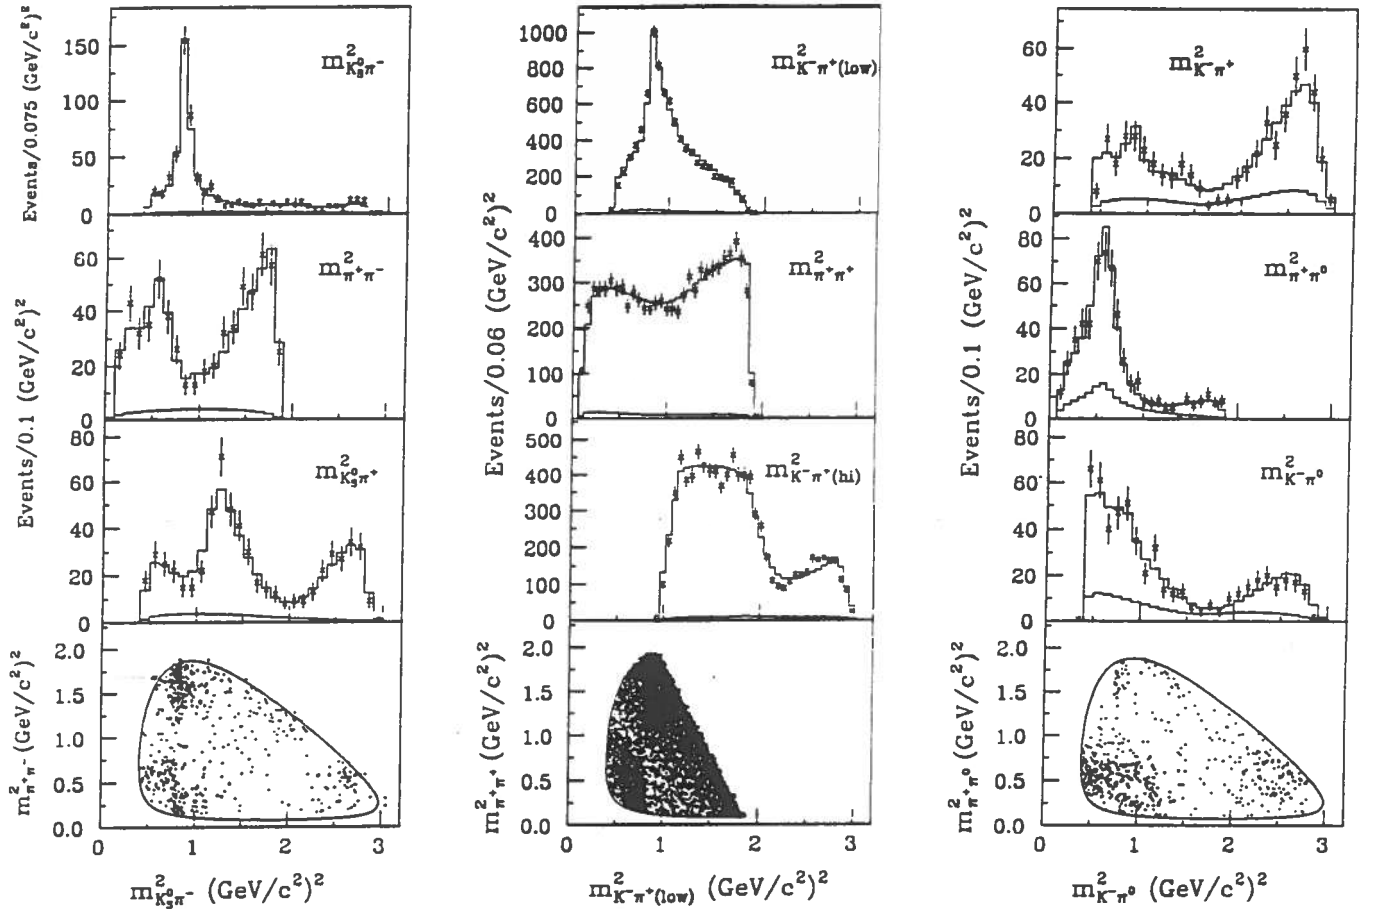 Events/0.075 (GeV/c²)²
150
100
50
0
m²K⁰sπ⁻
Events/0.1 (GeV/c²)²
60
40
20
0
m²π⁺π⁻
80
60
40
20
0
m²K⁰sπ⁺
m²π⁺π⁻ (GeV/c²)²
2.0
1.5
1.0
0.5
0.0
0 1 2 3
m²K⁰sπ⁻ (GeV/c²)²
1000
800
600
400
200
0
m²K⁻π⁺(low)
Events/0.06 (GeV/c²)²
400
300
200
100
0
m²π⁺π⁺
500
400
300
200
100
0
m²K⁻π⁺(hi)
m²π⁺π⁺ (GeV/c²)²
2.0
1.5
1.0
0.5
0.0
0 1 2 3
m²K⁻π⁺(low) (GeV/c²)²
60
40
20
0
m²K⁻π⁺
Events/0.1 (GeV/c²)²
80
60
40
20
0
m²π⁺π⁰
80
60
40
20
0
m²K⁻π⁰
m²π⁺π⁰ (GeV/c²)²
2.0
1.5
1.0
0.5
0.0
0 1 2 3
m²K⁻π⁰ (GeV/c²)²